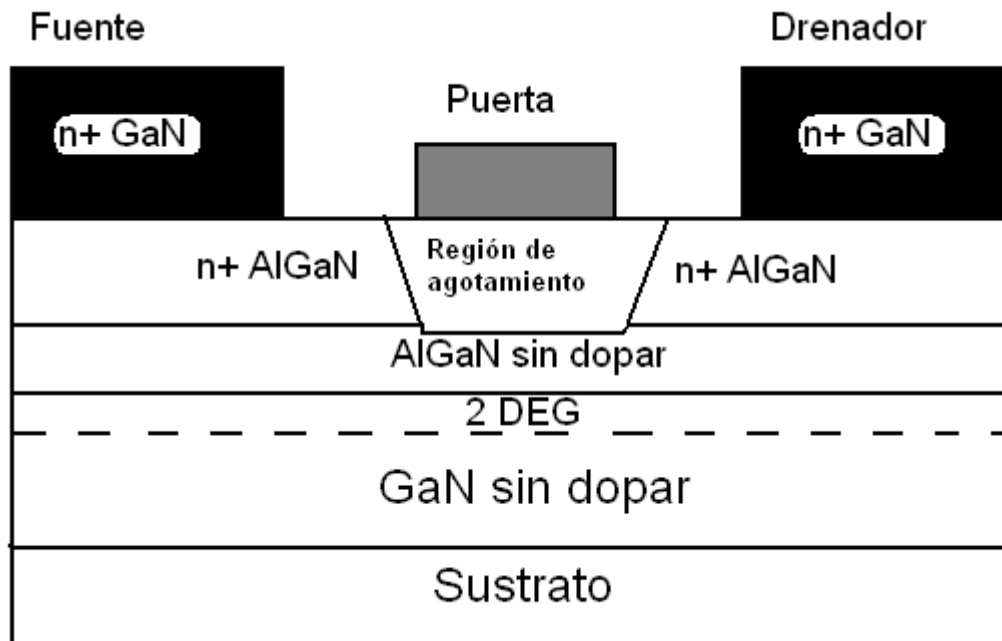 Fuente
Drenador
Puerta
n+ GaN
n+ GaN
Región de
agotamiento
n+ AlGaN
n+ AlGaN
AlGaN sin dopar
2 DEG
GaN sin dopar
Sustrato